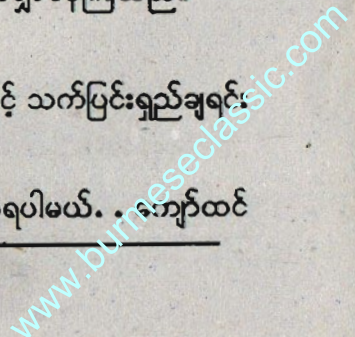 သက်ပြင်းရှည်ချရင်း
ရပါမယ်. . ကျော်ထင်
www.burmeseclassic.com